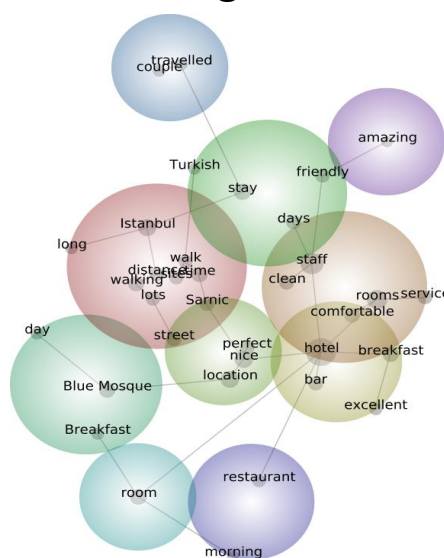 travelled
couple
amazing
Turkish
friendly
stay
Istanbul
days
long
walk
staff
distance
time
sites
walking
clean
lots
Sarnic
rooms
service
comfortable
day
street
perfect
hotel
nice
breakfast
Blue Mosque
location
bar
excellent
Breakfast
restaurant
room
morning